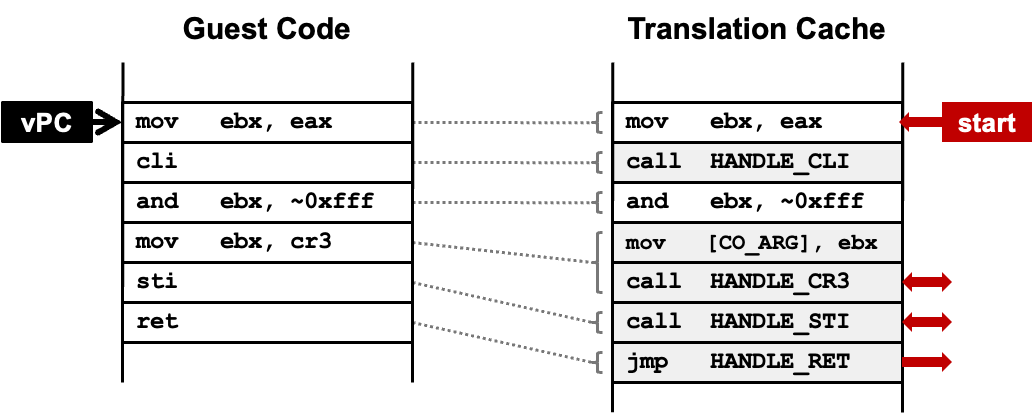 Guest Code
Translation Cache
vPC
mov ebx, eax
cli
and ebx, ~0xfff
mov ebx, cr3
sti
ret
mov ebx, eax
call HANDLE_CLI
and ebx, ~0xfff
mov [CO_ARG], ebx
call HANDLE_CR3
call HANDLE_STI
jmp HANDLE_RET
start